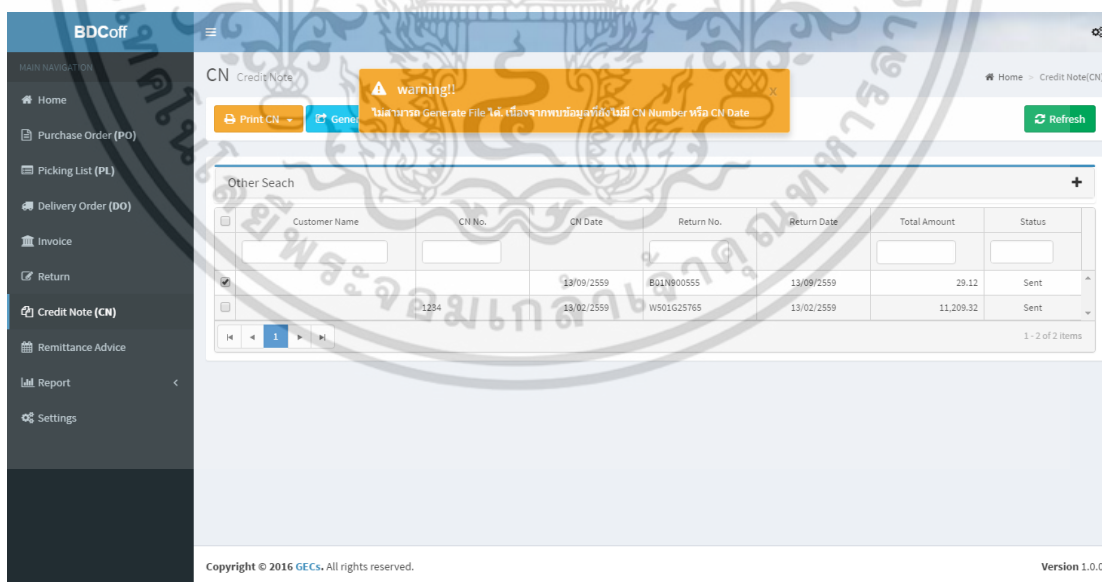 BDCoff
MAIN NAVIGATION
Home
Purchase Order (PO)
Picking List (PL)
Delivery Order (DO)
Invoice
Return
Credit Note (CN)
Remittance Advice
Report
Settings
CN Credit Note
Home > Credit Note(CN)
warning!! x
ไม่สามารถ Generate File ได้, เนื่องจากพบข้อมูลที่ยังไม่มี CN Number หรือ CN Date
Print CN
Gene
Refresh
Other Seach +
Customer Name CN No. CN Date Return No. Return Date Total Amount Status
13/09/2559 B01N900555 13/09/2559 29.12 Sent
1234 13/02/2559 W501G25765 13/02/2559 11,209.32 Sent
1
1 - 2 of 2 items
Copyright © 2016 GECs. All rights reserved.
Version 1.0.0